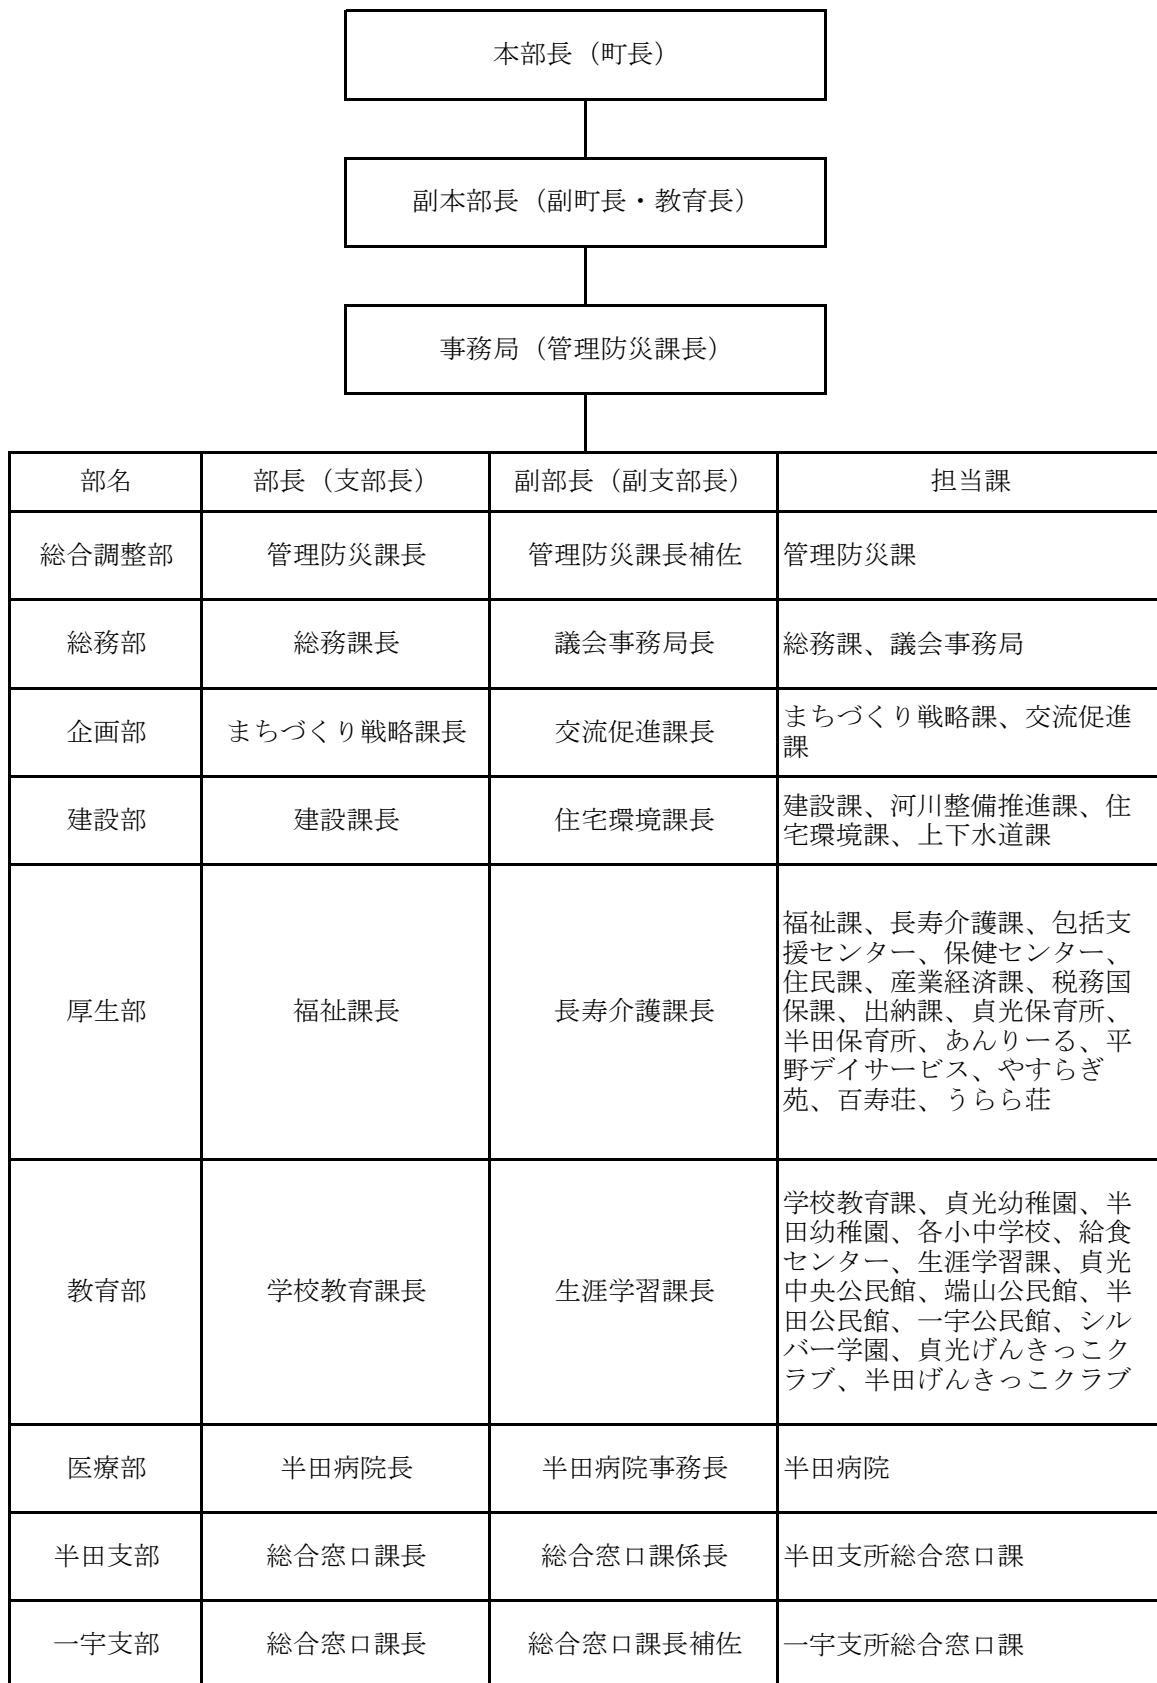 本部長（町長）
副本部長（副町長・教育長）
事務局（管理防災課長）
部名 部長（支部長） 副部長（副支部長） 担当課
総合調整部 管理防災課長 管理防災課長補佐 管理防災課
総務部 総務課長 議会事務局長 総務課、議会事務局
企画部 まちづくり戦略課長 交流促進課長 まちづくり戦略課、交流促進
課
建設部 建設課長 住宅環境課長 建設課、河川整備推進課、住
宅環境課、上下水道課
厚生部 福祉課長 長寿介護課長 福祉課、長寿介護課、包括支
援センター、保健センター、
住民課、産業経済課、税務国
保課、出納課、貞光保育所、
半田保育所、あんりーる、平
野デイサービス、やすらぎ
苑、百寿荘、うらら荘
教育部 学校教育課長 生涯学習課長 学校教育課、貞光幼稚園、半
田幼稚園、各小中学校、給食
センター、生涯学習課、貞光
中央公民館、端山公民館、半
田公民館、一宇公民館、シル
バー学園、貞光げんきっこク
ラブ、半田げんきっこクラブ
医療部 半田病院長 半田病院事務長 半田病院
半田支部 総合窓口課長 総合窓口課係長 半田支所総合窓口課
一宇支部 総合窓口課長 総合窓口課長補佐 一宇支所総合窓口課